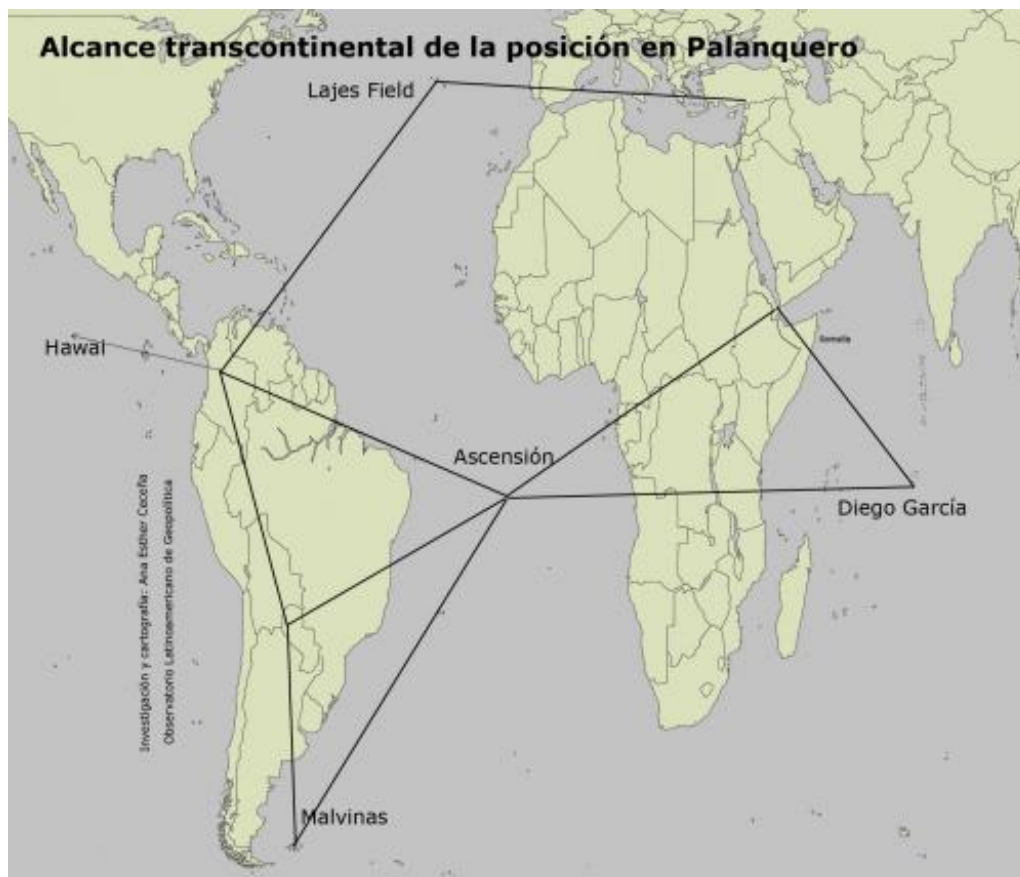 Alcance transcontinental de la posición en Palanquero
Lajes Field
Hawai
Somalia
Ascensión
Diego García
Investigación y cartografía: Ana Esther Ceceña
Observatorio Latinoamericano de Geopolítica
Malvinas